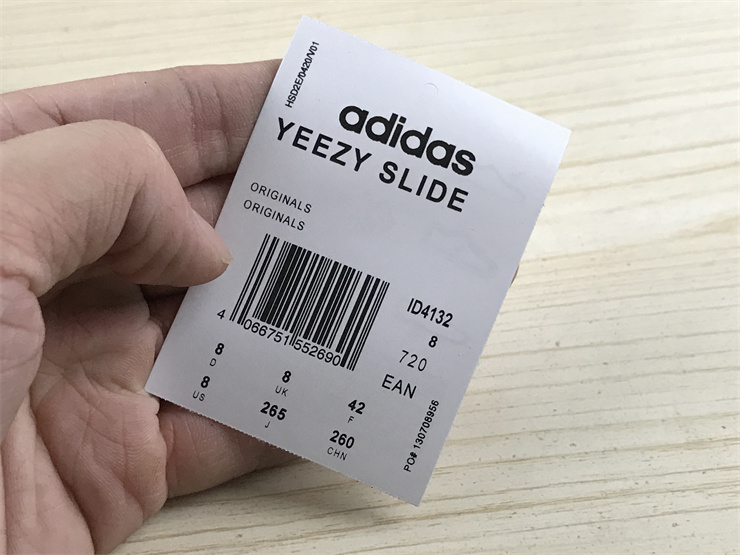 HSD2E/0420/V01
adidas
YEEZY SLIDE
ORIGINALS
ORIGINALS
ID4132
8
720
EAN
4 066751 552690
8 8 42
D UK F
8 265 260
US J CHN
PO# 130708956